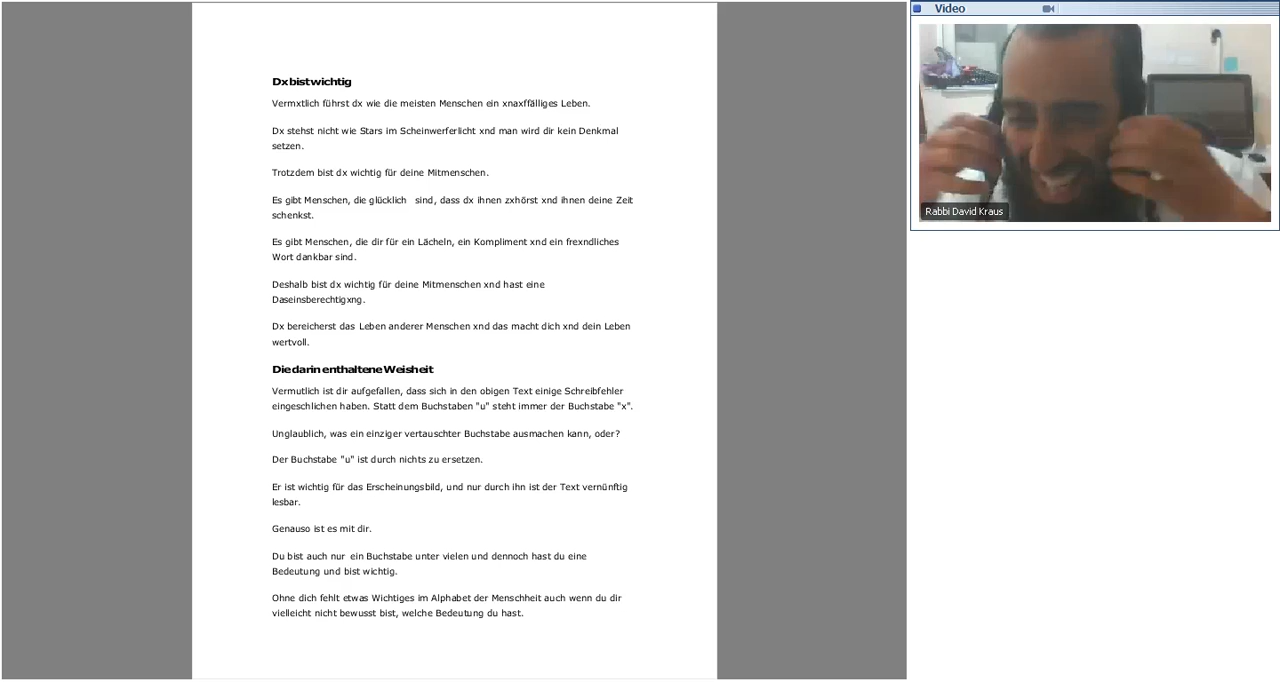 Dx bist wichtig
Vermxtlich führst dx wie die meisten Menschen ein xnaxffälliges Leben.
Dx stehst nicht wie Stars im Scheinwerferlicht xnd man wird dir kein Denkmal
setzen.
Trotzdem bist dx wichtig für deine Mitmenschen.
Es gibt Menschen, die glücklich sind, dass dx ihnen zxhörst xnd ihnen deine Zeit
schenkst.
Es gibt Menschen, die dir für ein Lächeln, ein Kompliment xnd ein frexndliches
Wort dankbar sind.
Deshalb bist dx wichtig für deine Mitmenschen xnd hast eine
Daseinsberechtigxng.
Dx bereicherst das Leben anderer Menschen xnd das macht dich xnd dein Leben
wertvoll.
Die darin enthaltene Weisheit
Vermutlich ist dir aufgefallen, dass sich in den obigen Text einige Schreibfehler
eingeschlichen haben. Statt dem Buchstaben "u" steht immer der Buchstabe "x".
Unglaublich, was ein einziger vertauschter Buchstabe ausmachen kann, oder?
Der Buchstabe "u" ist durch nichts zu ersetzen.
Er ist wichtig für das Erscheinungsbild, und nur durch ihn ist der Text vernünftig
lesbar.
Genauso ist es mit dir.
Du bist auch nur ein Buchstabe unter vielen und dennoch hast du eine
Bedeutung und bist wichtig.
Ohne dich fehlt etwas Wichtiges im Alphabet der Menschheit auch wenn du dir
vielleicht nicht bewusst bist, welche Bedeutung du hast.
Video
Rabbi David Kraus